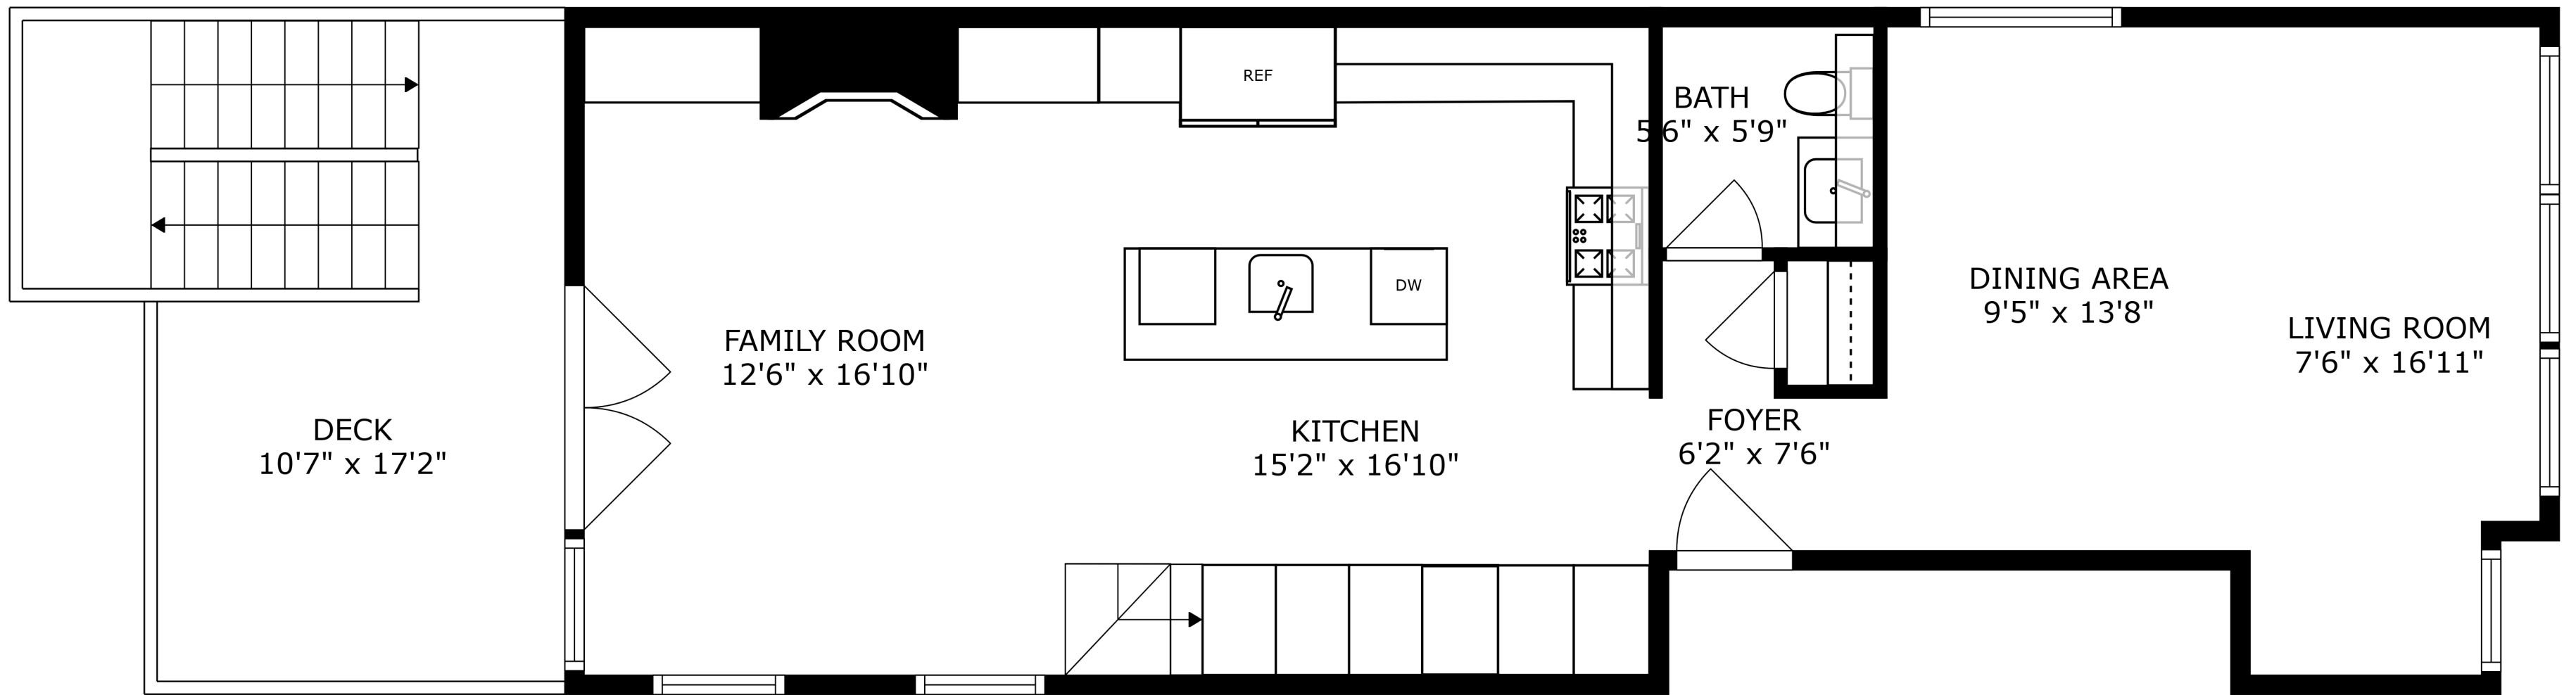 REF
BATH
5'6" x 5'9"
DW
DINING AREA
9'5" x 13'8"
LIVING ROOM
7'6" x 16'11"
FAMILY ROOM
12'6" x 16'10"
DECK
10'7" x 17'2"
KITCHEN
15'2" x 16'10"
FOYER
6'2" x 7'6"